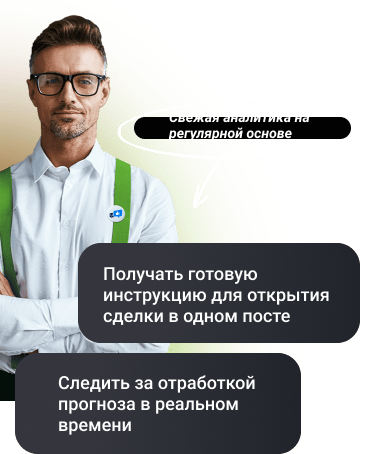 Свежая аналитика на
регулярной основе
Получать готовую
инструкцию для открытия
сделки в одном посте
Следить за отработкой
прогноза в реальном
времени